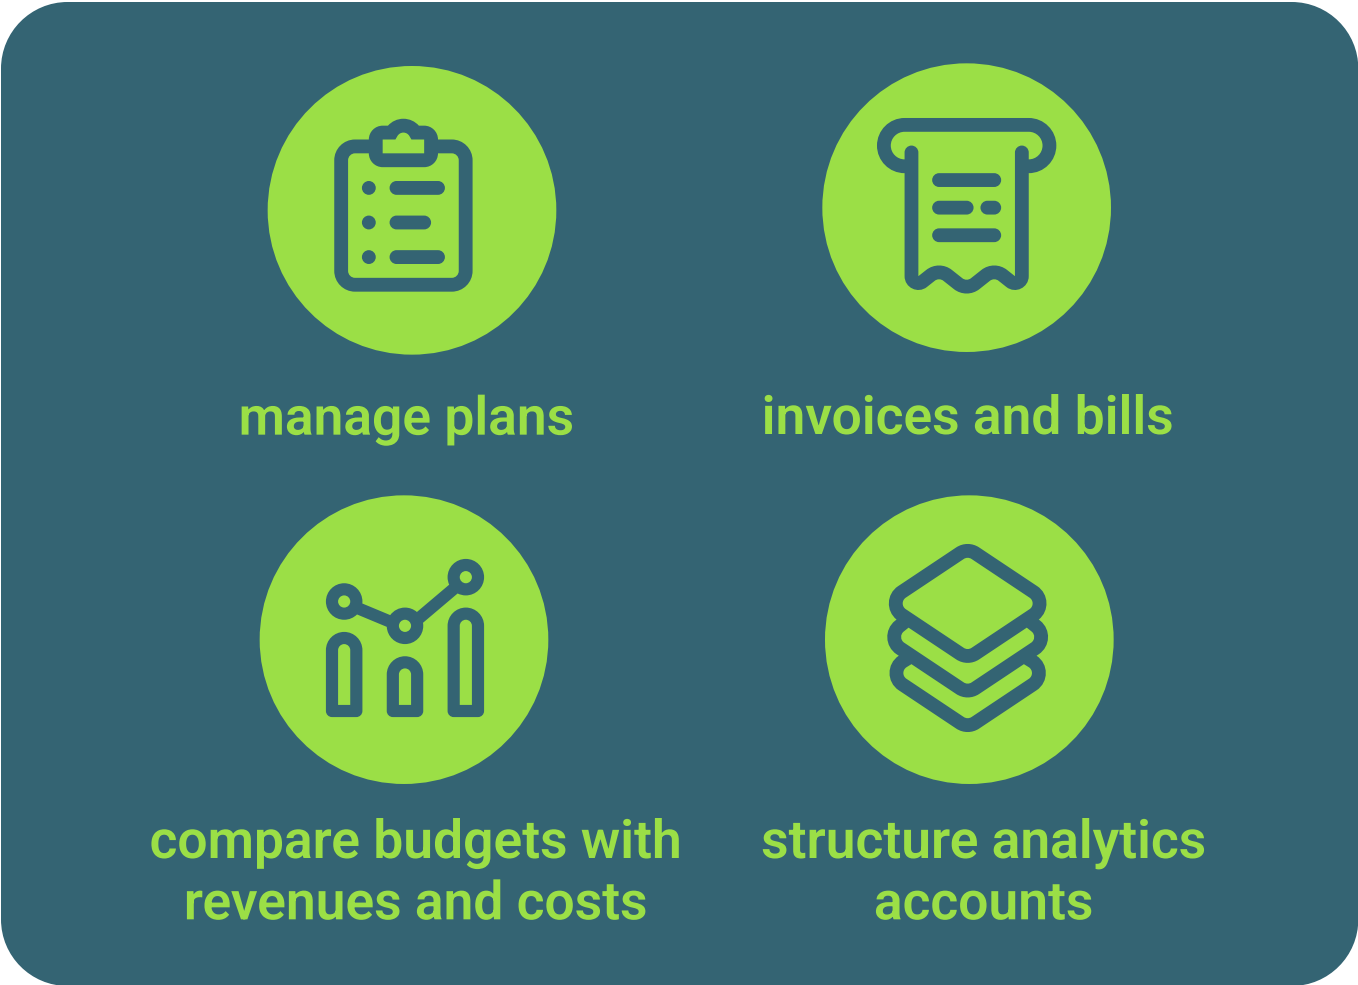 manage plans
invoices and bills
compare budgets with
revenues and costs
structure analytics
accounts